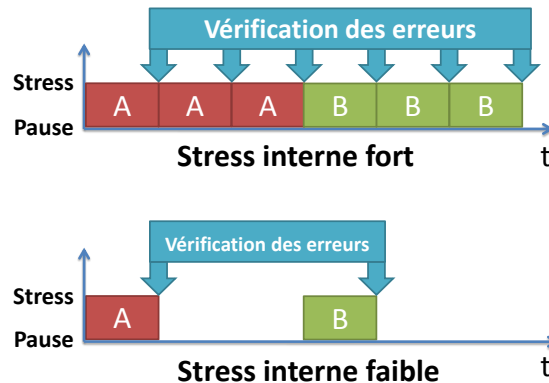 Vérification des erreurs
Stress
A A A B B B
Pause
Stress interne fort
t
Vérification des erreurs
Stress
A B
Pause
Stress interne faible
t